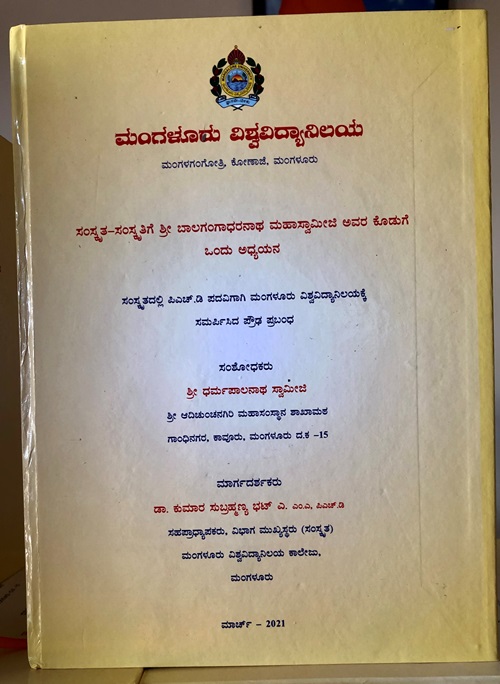 ಮಂಗಳೂರು ವಿಶ್ವವಿದ್ಯಾನಿಲಯ
ಮಂಗಳಗಂಗೋತ್ರಿ, ಕೋಣಾಜೆ, ಮಂಗಳೂರು
ಸಂಸ್ಕೃತ-ಸಂಸ್ಕೃತಿಗೆ ಶ್ರೀ ಬಾಲಗಂಗಾಧರನಾಥ ಮಹಾಸ್ವಾಮೀಜಿ ಅವರ ಕೊಡುಗೆ
ಒಂದು ಅಧ್ಯಯನ
ಸಂಸ್ಕೃತದಲ್ಲಿ ಪಿಎಚ್.ಡಿ ಪದವಿಗಾಗಿ ಮಂಗಳೂರು ವಿಶ್ವವಿದ್ಯಾನಿಲಯಕ್ಕೆ
ಸಮರ್ಪಿಸಿದ ಪ್ರೌಢ ಪ್ರಬಂಧ
ಸಂಶೋಧಕರು
ಶ್ರೀ ಧರ್ಮಪಾಲನಾಥ ಸ್ವಾಮೀಜಿ
ಶ್ರೀ ಆದಿಚುಂಚನಗಿರಿ ಮಹಾಸಂಸ್ಥಾನ ಶಾಖಾಮಠ
ಗಾಂಧಿನಗರ, ಕಾವೂರು, ಮಂಗಳೂರು ದ.ಕ -15
ಮಾರ್ಗದರ್ಶಕರು
ಡಾ. ಕುಮಾರ ಸುಬ್ರಹ್ಮಣ್ಯ ಭಟ್ ಎ. ಎಂ.ಎ, ಪಿಎಚ್.ಡಿ
ಸಹಪ್ರಾಧ್ಯಾಪಕರು, ವಿಭಾಗ ಮುಖ್ಯಸ್ಥರು (ಸಂಸ್ಕೃತ)
ಮಂಗಳೂರು ವಿಶ್ವವಿದ್ಯಾನಿಲಯ ಕಾಲೇಜು,
ಮಂಗಳೂರು
ಮಾರ್ಚ್ - 2021